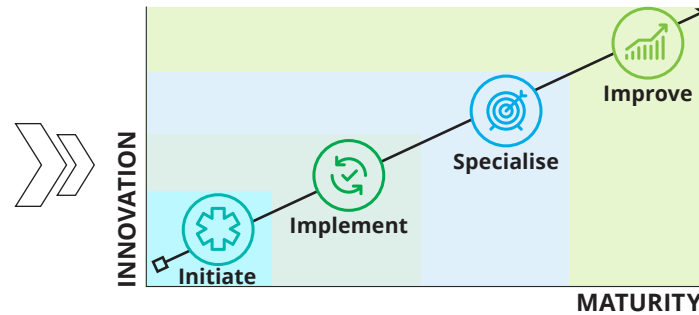 Improve
Specialise
Implement
Initiate
INNOVATION
MATURITY